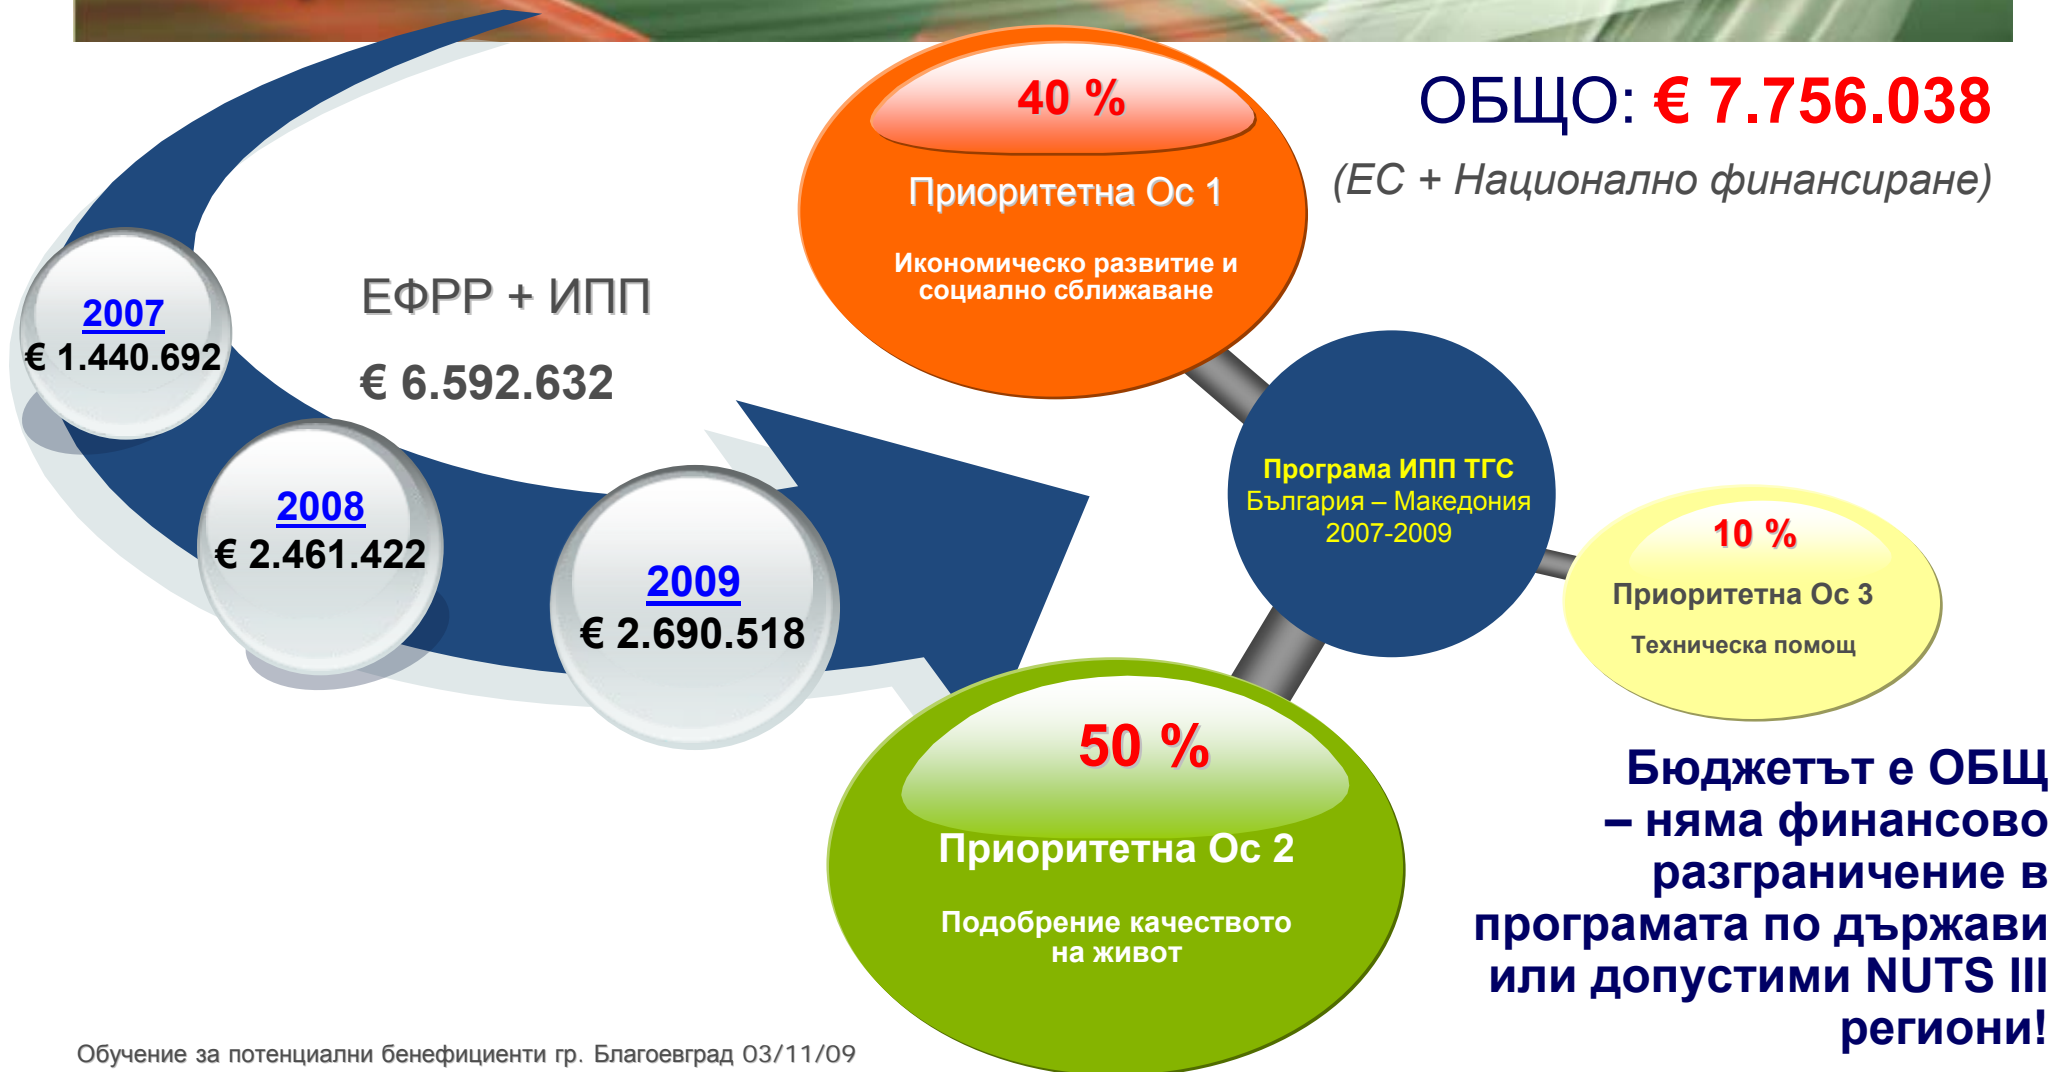 ОБЩО: € 7.756.038
(ЕС + Национално финансиране)
2007
€ 1.440.692
2008
€ 2.461.422
2009
€ 2.690.518
ЕФРР + ИПП
€ 6.592.632
40 %
Приоритетна Ос 1
Икономическо развитие и
социално сближаване
Програма ИПП ТГС
България – Македония
2007-2009
10 %
Приоритетна Ос 3
Техническа помощ
50 %
Приоритетна Ос 2
Подобрение качеството
на живот
Бюджетът е ОБЩ
– няма финансово
разграничение в
програмата по държави
или допустими NUTS III
региони!
Обучение за потенциални бенефициенти гр. Благоевград 03/11/09